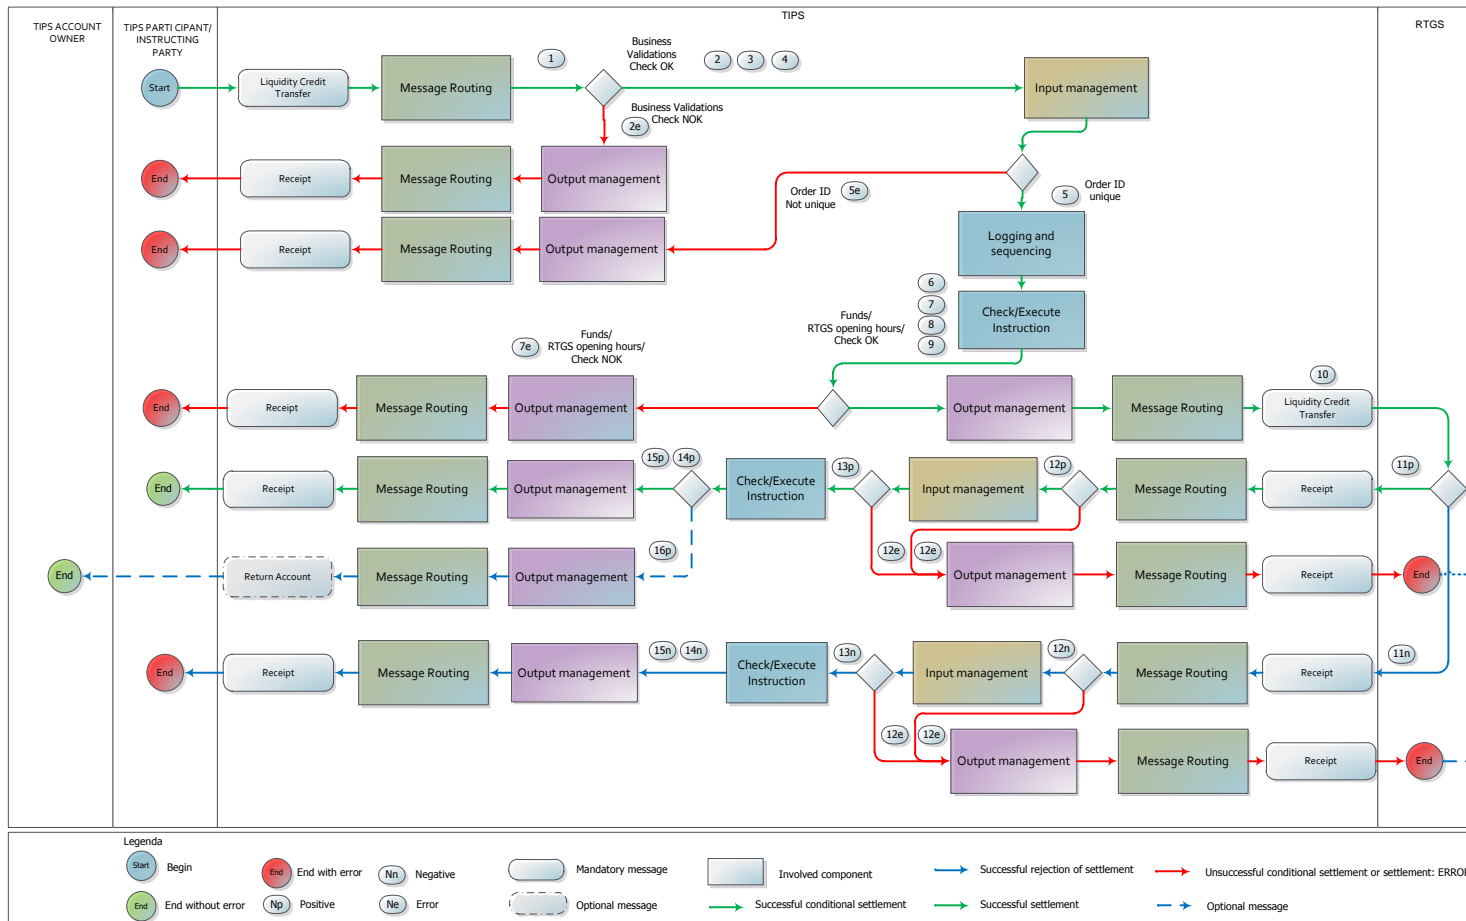 TIPS ACCOUNT
OWNER
TIPS PARTI CIPANT/
INSTRUCTING
PARTY
TIPS
RTGS
Start
Liquidity Credit
Transfer
Message Routing
1
Business
Validations
Check OK
2
3
4
Input management
Business Validations
Check NOK
2e
End
Receipt
Message Routing
Output management
Order ID
Not unique
5e
5
Order ID
unique
End
Receipt
Message Routing
Output management
Logging and
sequencing
6
7
8
9
Check/Execute
Instruction
Funds/
RTGS opening hours/
Check OK
7e
Funds/
RTGS opening hours/
Check NOK
End
Receipt
Message Routing
Output management
Output management
Message Routing
10
Liquidity Credit
Transfer
End
Receipt
Message Routing
Output management
15p
14p
Check/Execute
Instruction
13p
Input management
12p
Message Routing
Receipt
11p
End
Return Account
Message Routing
Output management
16p
12e
12e
Output management
Message Routing
Receipt
End
End
Receipt
Message Routing
Output management
15n
14n
Check/Execute
Instruction
13n
Input management
12n
Message Routing
Receipt
11n
12e
12e
Output management
Message Routing
Receipt
End
Legenda
Start
Begin
End
End with error
Nn
Negative
Mandatory message
Involved component
Successful rejection of settlement
Unsuccessful conditional settlement or settlement: ERROR
End
End without error
Np
Positive
Ne
Error
Optional message
Successful conditional settlement
Successful settlement
Optional message